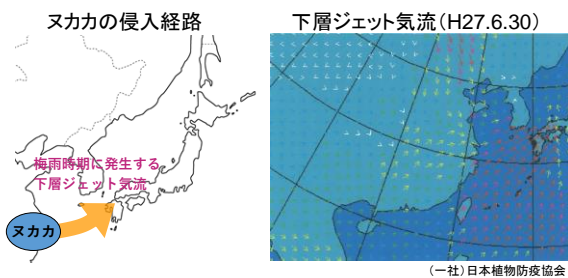 ヌカカの侵入経路
下層ジェット気流(H27.6.30)
梅雨時期に発生する
下層ジェット気流
ヌカカ
(一社)日本植物防疫協会